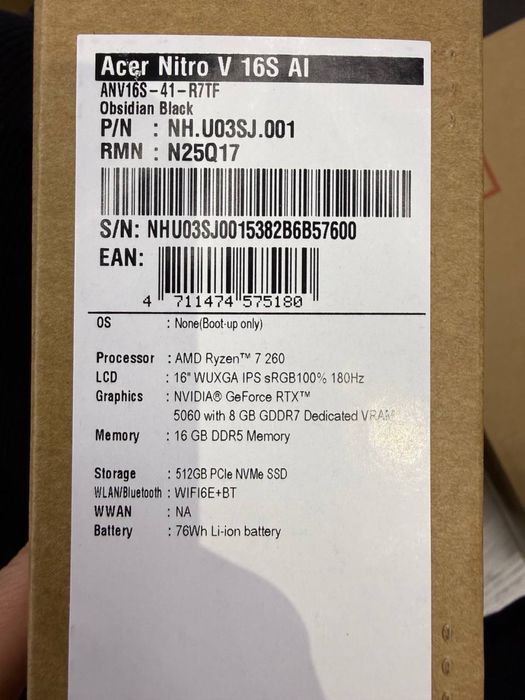 Acer Nitro V 16S AI
ANV16S-41-R7TF
Obsidian Black
P/N : NH.U03SJ.001
RMN : N25Q17
S/N: NHU03SJ0015382B6B57600
EAN:
4 711474 575180
OS : None(Boot-up only)
Processor : AMD Ryzen™ 7 260
LCD : 16" WUXGA IPS sRGB100% 180Hz
Graphics : NVIDIA® GeForce RTX™
5060 with 8 GB GDDR7 Dedicated VRAM
Memory : 16 GB DDR5 Memory
Storage : 512GB PCIe NVMe SSD
WLAN/Bluetooth : WIFI6E+BT
WWAN : NA
Battery : 76Wh Li-ion battery